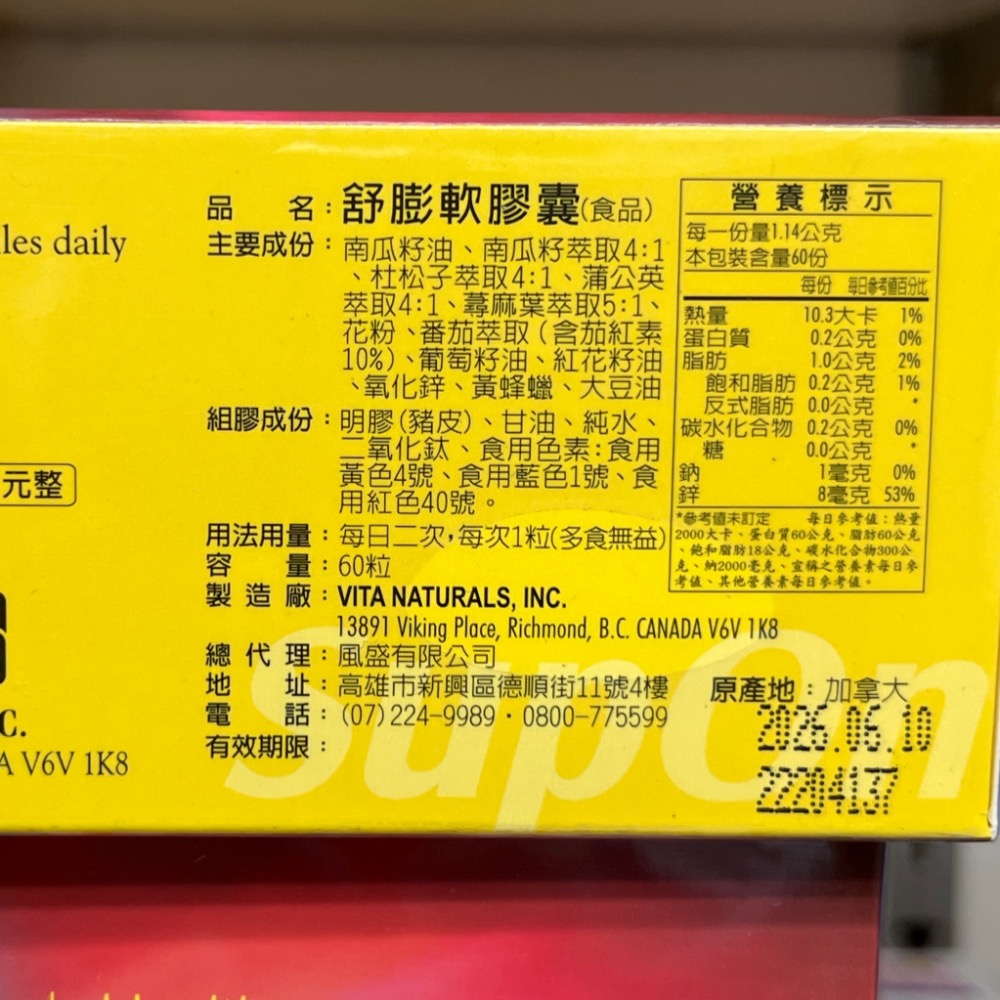 les daily
元整
C.
A V6V 1K8
品名:舒膨軟膠囊(食品)
主要成份:南瓜籽油、南瓜籽萃取4:1
、杜松子萃取4:1、蒲公英
萃取4:1、蕁麻葉萃取5:1、
花粉、番茄萃取(含茄紅素
10%)、葡萄籽油、紅花籽油
、氧化鋅、黃蜂蠟、大豆油
組膠成份:明膠(豬皮)、甘油、純水、
二氧化鈦、食用色素:食用
黃色4號、食用藍色1號、食
用紅色40號。
用法用量:每日二次,每次1粒(多食無益)
容量:60粒
製造廠:VITA NATURALS, INC.
13891 Viking Place, Richmond, B.C. CANADA V6V 1K8
總代理:風盛有限公司
地址:高雄市新興區德順街11號4樓
電話:(07)224-9989・0800-775599
有效期限:
營養標示
每一份量1.14公克
本包裝含量60份
每份 每日參考值百分比
熱量 10.3大卡 1%
蛋白質 0.2公克 0%
脂肪 1.0公克 2%
飽和脂肪 0.2公克 1%
反式脂肪 0.0公克 *
碳水化合物 0.2公克 0%
糖 0.0公克 *
鈉 1毫克 0%
鋅 8毫克 53%
*參考值未訂定 每日參考值:熱量
2000大卡、蛋白質60公克、脂肪60公克
、飽和脂肪18公克、碳水化合物300公
克、鈉2000毫克、宣稱之營養素每日參
考值、其他營養素每日參考值。
原產地:加拿大
2026.06.10
22204137
SupOn